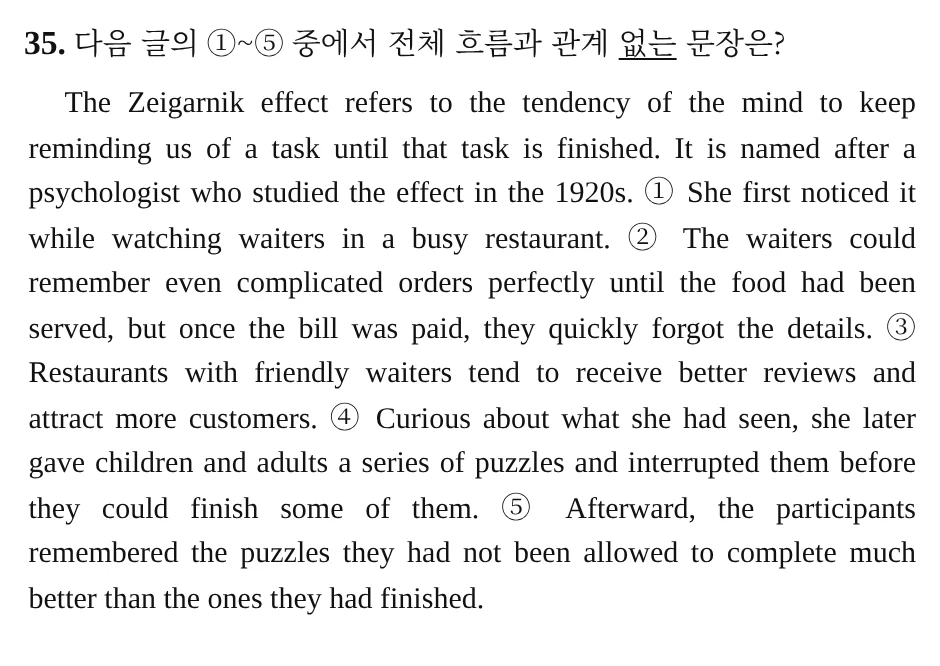 35. 다음 글의 ①~⑤ 중에서 전체 흐름과 관계 없는 문장은?
The Zeigarnik effect refers to the tendency of the mind to keep
reminding us of a task until that task is finished. It is named after a
psychologist who studied the effect in the 1920s. ① She first noticed it
while watching waiters in a busy restaurant. ② The waiters could
remember even complicated orders perfectly until the food had been
served, but once the bill was paid, they quickly forgot the details. ③
Restaurants with friendly waiters tend to receive better reviews and
attract more customers. ④ Curious about what she had seen, she later
gave children and adults a series of puzzles and interrupted them before
they could finish some of them. ⑤ Afterward, the participants
remembered the puzzles they had not been allowed to complete much
better than the ones they had finished.